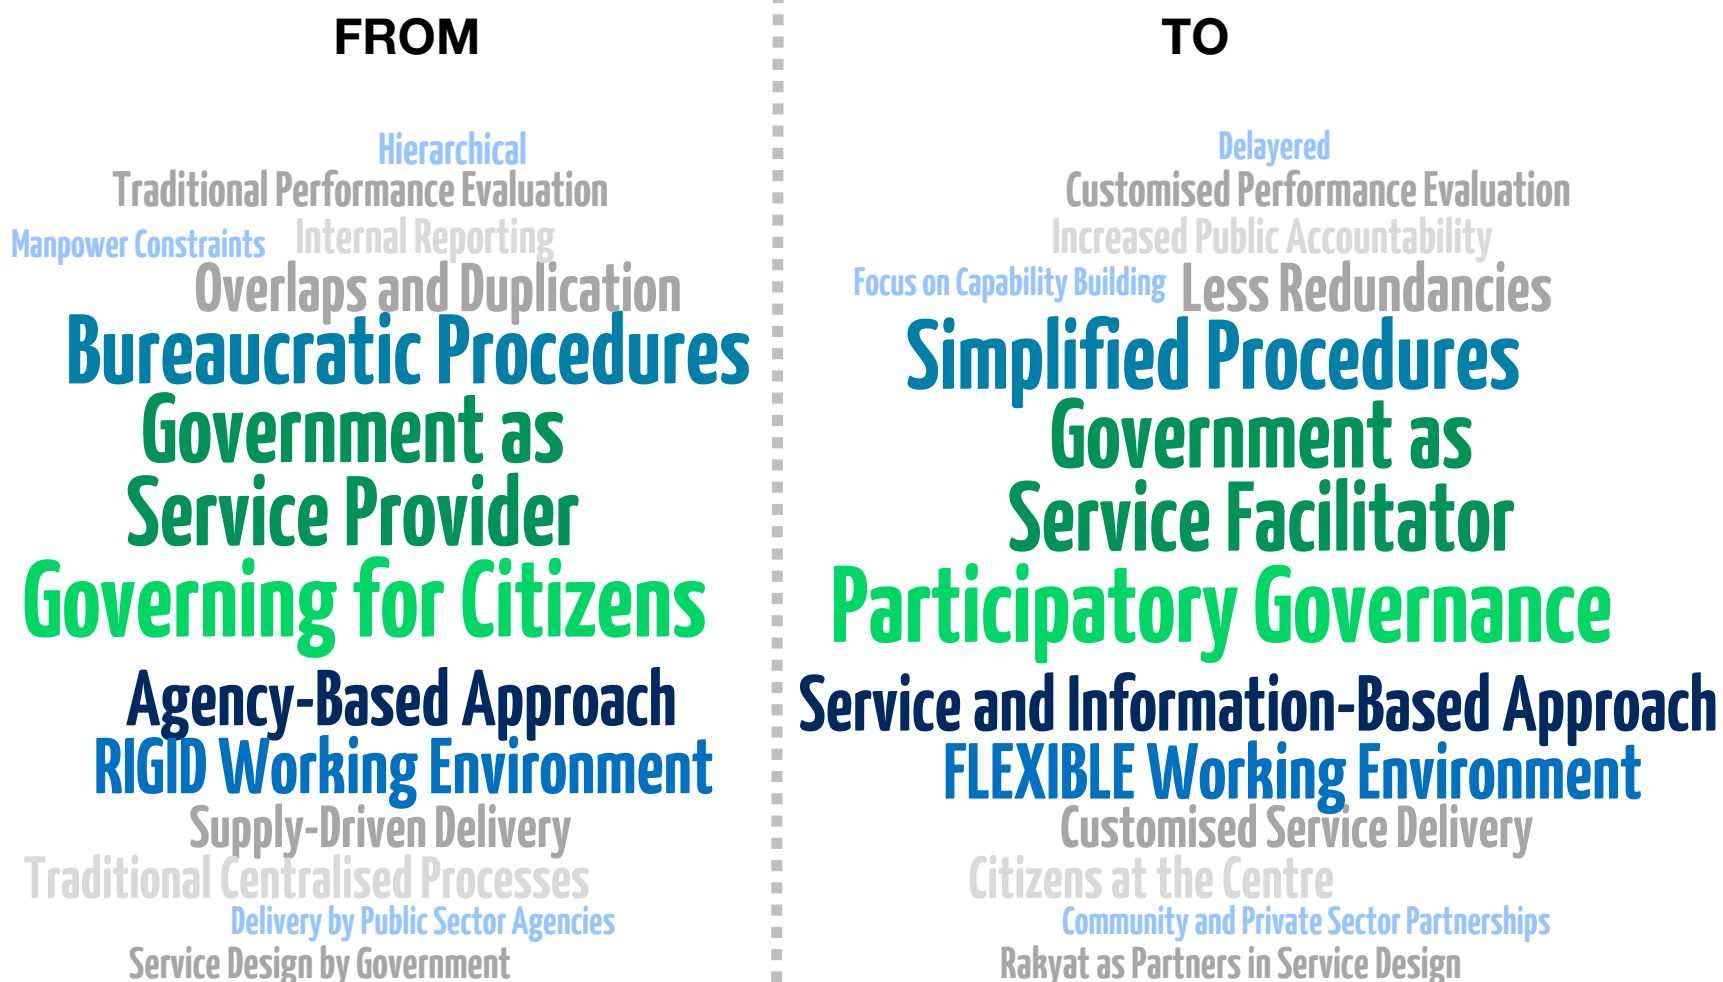 FROM
Hierarchical
Traditional Performance Evaluation
Manpower Constraints
Internal Reporting
Overlaps and Duplication
Bureaucratic Procedures
Government as
Service Provider
Governing for Citizens
Agency-Based Approach
RIGID Working Environment
Supply-Driven Delivery
Traditional Centralised Processes
Delivery by Public Sector Agencies
Service Design by Government
TO
Delayered
Customised Performance Evaluation
Increased Public Accountability
Focus on Capability Building
Less Redundancies
Simplified Procedures
Government as
Service Facilitator
Participatory Governance
Service and Information-Based Approach
FLEXIBLE Working Environment
Customised Service Delivery
Citizens at the Centre
Community and Private Sector Partnerships
Rakyat as Partners in Service Design